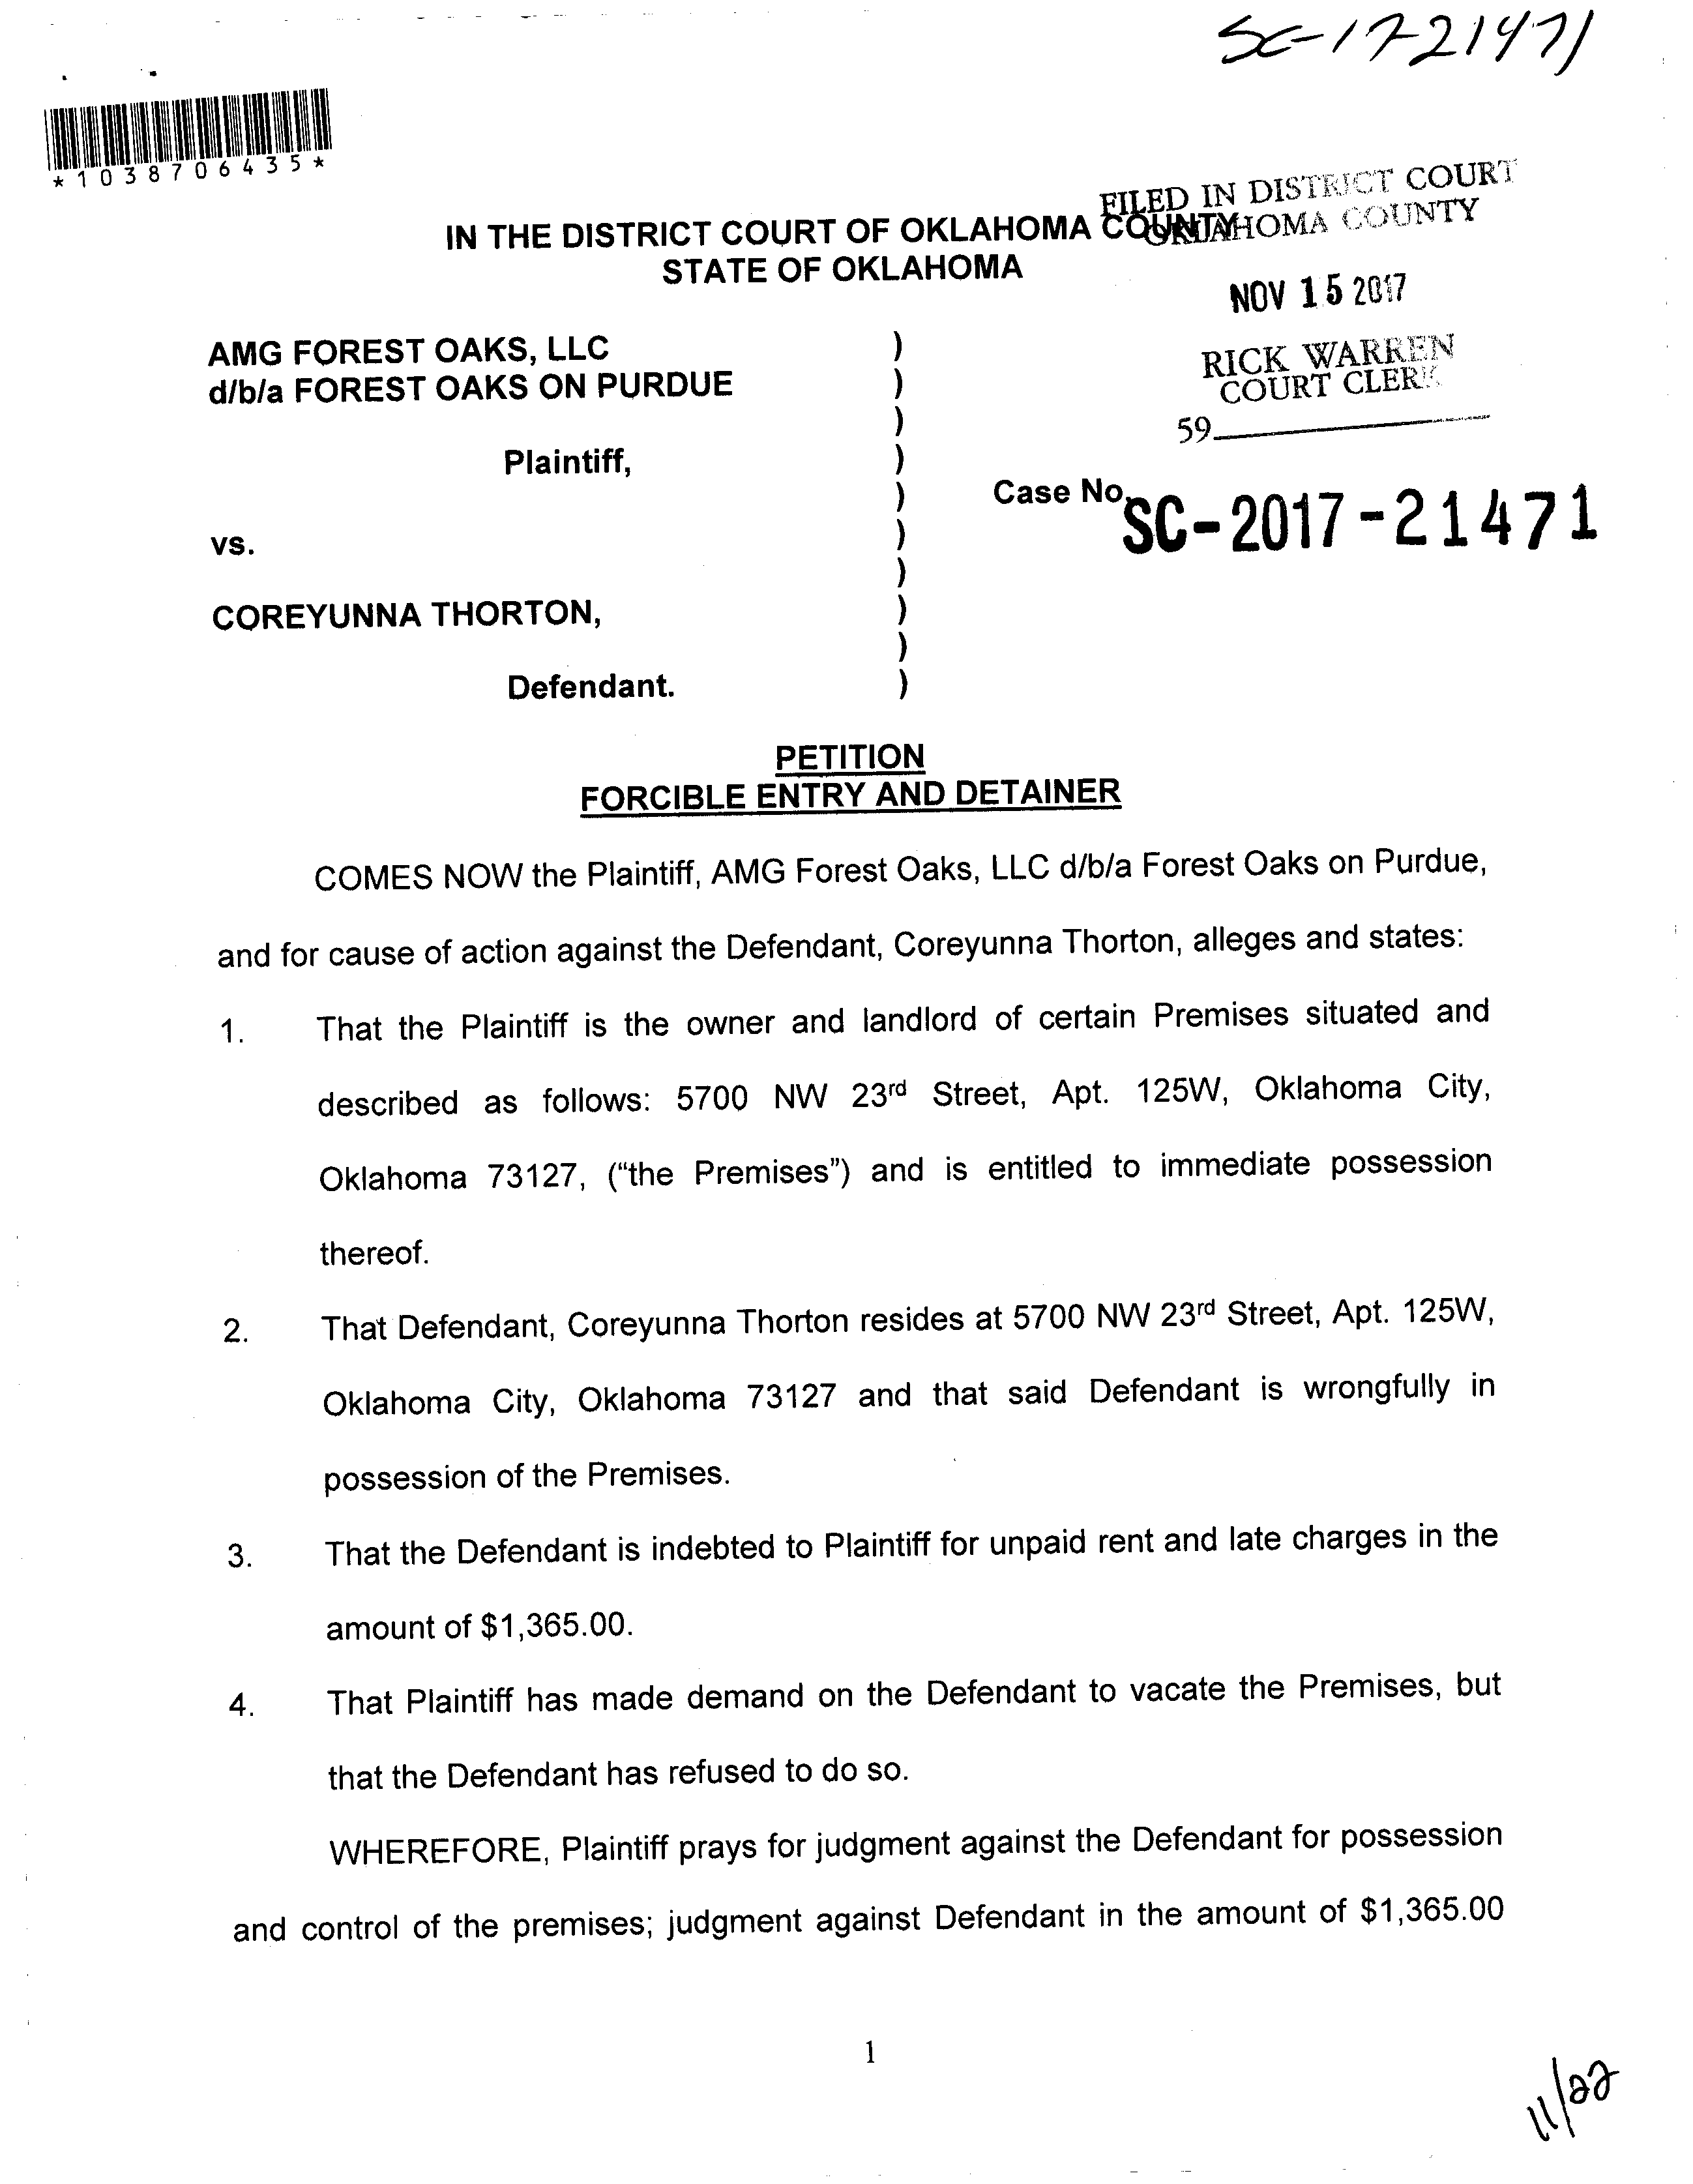 SC-17-21471
*1038706435*
FILED IN DISTRICT COURT
OKLAHOMA COUNTY
IN THE DISTRICT COURT OF OKLAHOMA COUNTY
STATE OF OKLAHOMA
NOV 15 2017
RICK WARREN
COURT CLERK
59
AMG FOREST OAKS, LLC )
d/b/a FOREST OAKS ON PURDUE )
)
Plaintiff, )
) Case No.
SC-2017-21471
vs. )
)
COREYUNNA THORTON, )
)
Defendant. )
PETITION
FORCIBLE ENTRY AND DETAINER
COMES NOW the Plaintiff, AMG Forest Oaks, LLC d/b/a Forest Oaks on Purdue,
and for cause of action against the Defendant, Coreyunna Thorton, alleges and states:
1. That the Plaintiff is the owner and landlord of certain Premises situated and
described as follows: 5700 NW 23rd Street, Apt. 125W, Oklahoma City,
Oklahoma 73127, (“the Premises”) and is entitled to immediate possession
thereof.
2. That Defendant, Coreyunna Thorton resides at 5700 NW 23rd Street, Apt. 125W,
Oklahoma City, Oklahoma 73127 and that said Defendant is wrongfully in
possession of the Premises.
3. That the Defendant is indebted to Plaintiff for unpaid rent and late charges in the
amount of $1,365.00.
4. That Plaintiff has made demand on the Defendant to vacate the Premises, but
that the Defendant has refused to do so.
WHEREFORE, Plaintiff prays for judgment against the Defendant for possession
and control of the premises; judgment against Defendant in the amount of $1,365.00
1
11/22